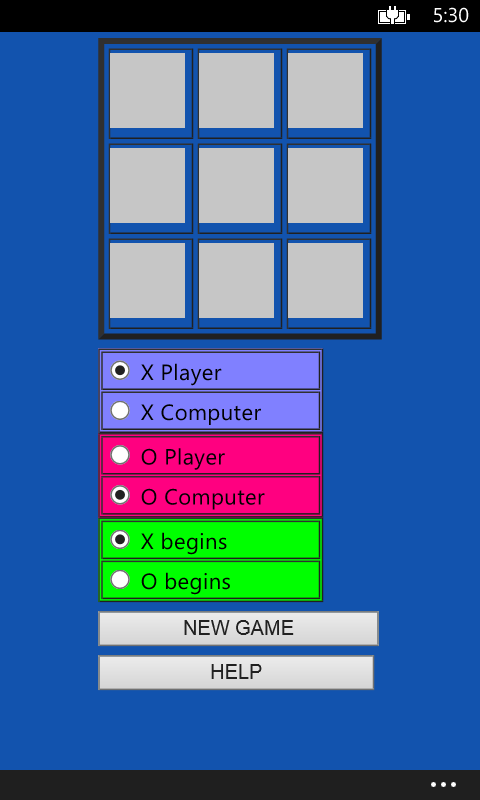 5:30
X Player
X Computer
O Player
O Computer
X begins
O begins
NEW GAME
HELP